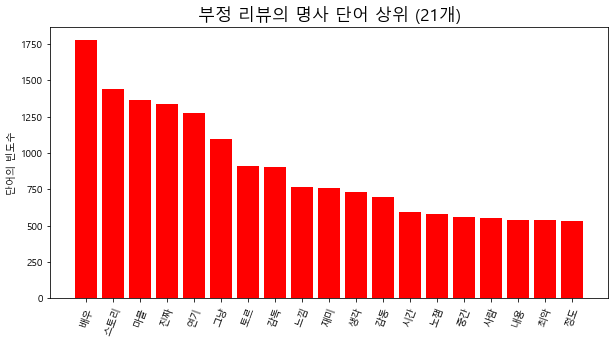 부정 리뷰의 명사 단어 상위 (21개)
단어의 빈도수
1750
1500
1250
1000
750
500
250
0
배우 스토리 마블 진짜 연기 그냥 토르 감독 느낌 재미 생각 감동 시간 노잼 중간 사람 내용 최악 정도